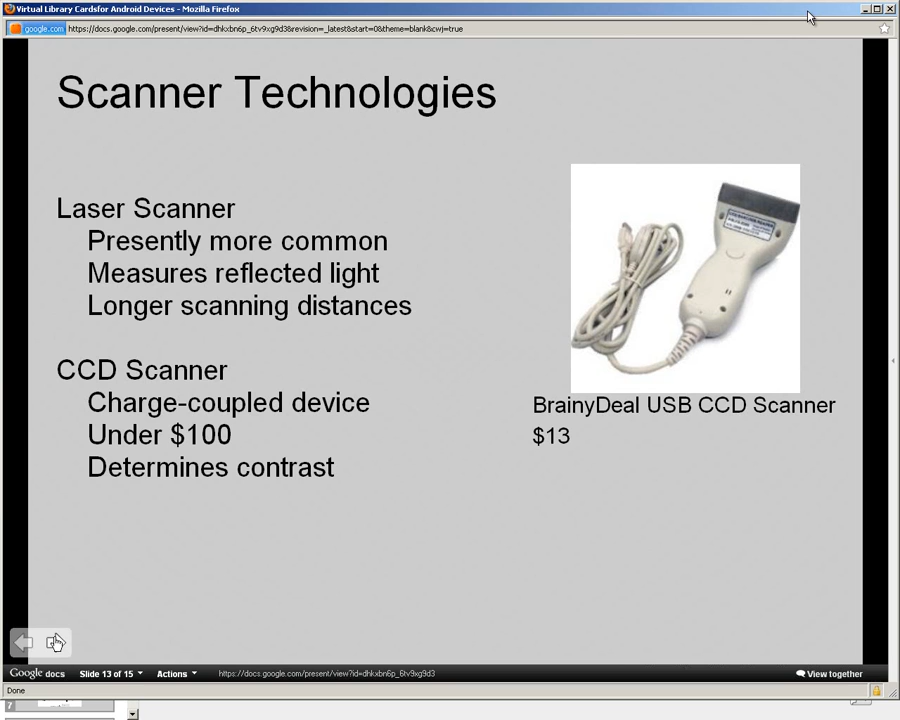 Virtual Library Cardsfor Android Devices - Mozilla Firefox
google.com https://docs.google.com/present/view?id=dhkxbn6p_6tv9xg9d3&revision=_latest&start=0&theme=blank&cwj=true
Scanner Technologies
Laser Scanner
Presently more common
Measures reflected light
Longer scanning distances
CCD Scanner
Charge-coupled device
Under $100
Determines contrast
BrainyDeal USB CCD Scanner
$13
Google docs Slide 13 of 15 Actions https://docs.google.com/present/view?id=dhkxbn6p_6tv9xg9d3 View together
Done
7